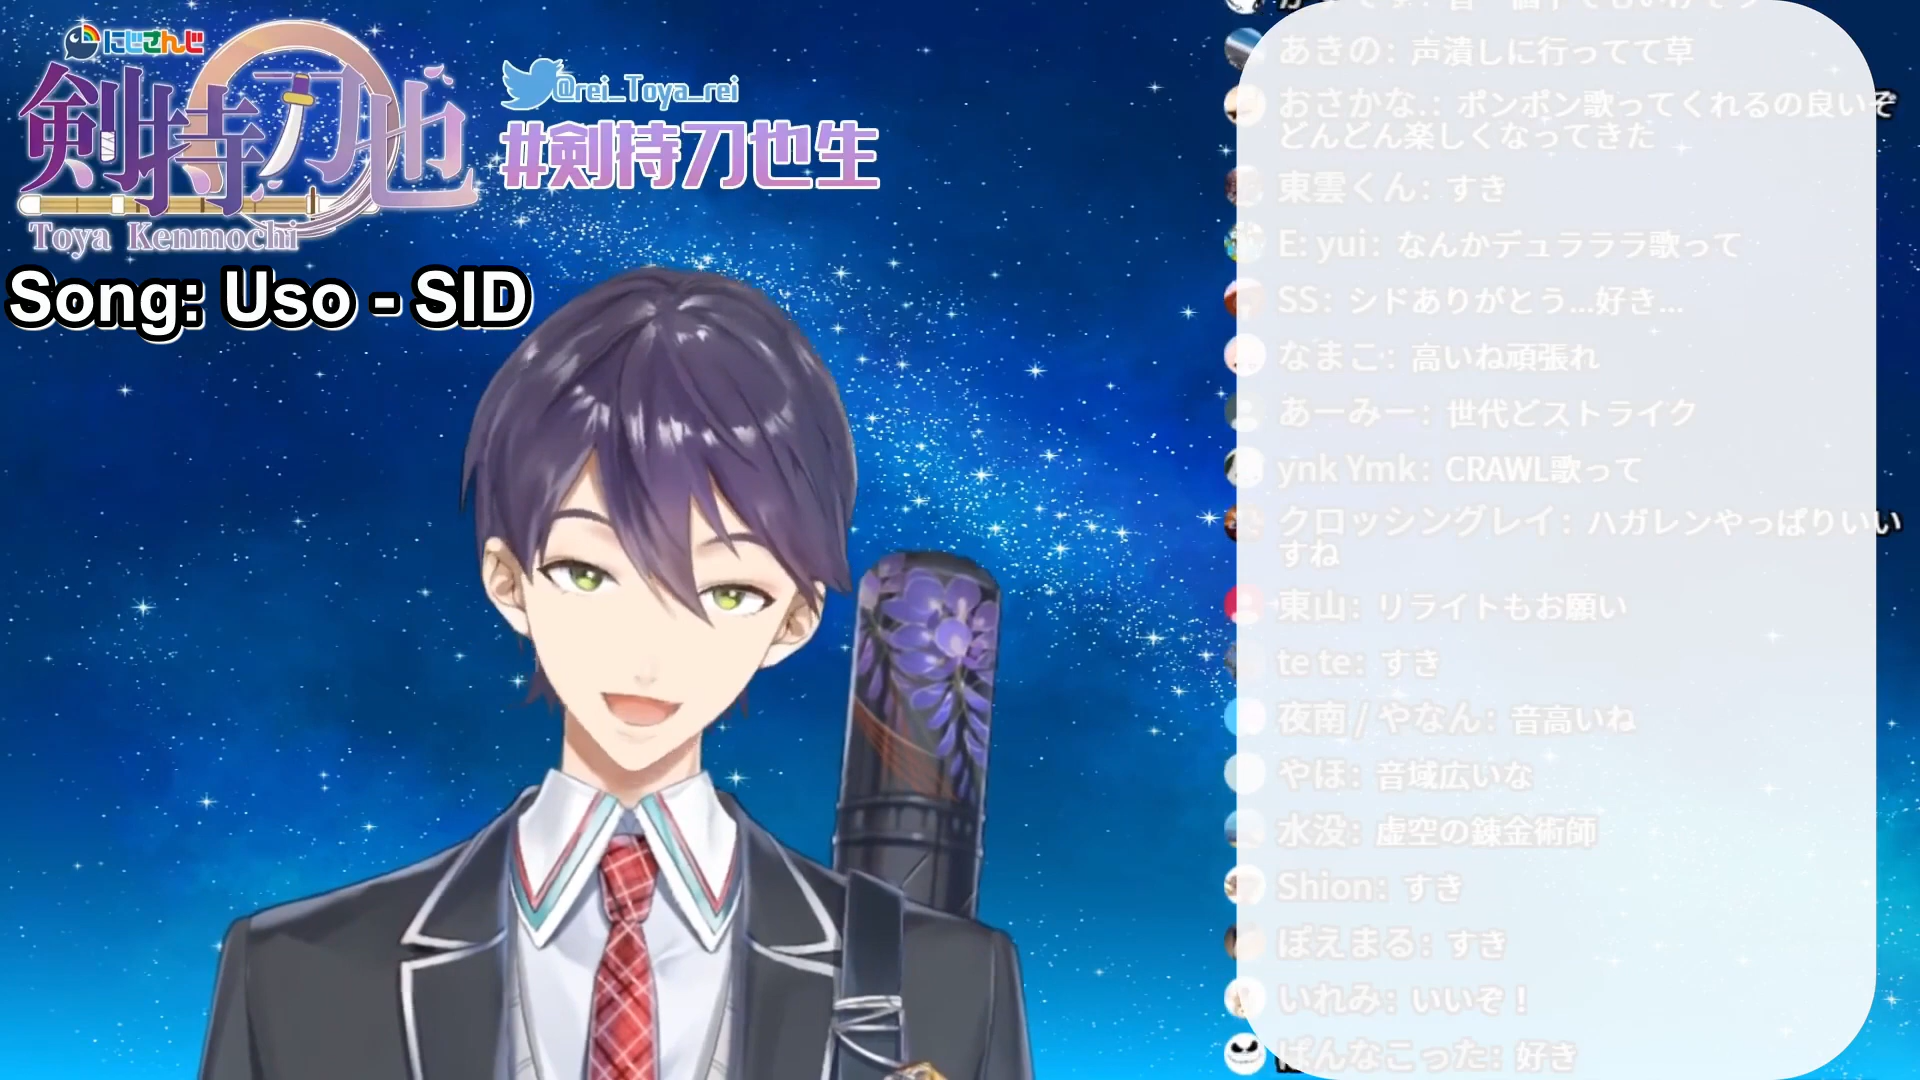 にじさんじ
剣持刀也
Toya Kenmochi
@rei_Toya_rei
#剣持刀也生
Song: Uso - SID
あきの: 声潰しに行ってて草
おさかな.: ポンポン歌ってくれるの良いぞ
どんどん楽しくなってきた
東雲くん: すき
E: yui: なんかデュラララ歌って
SS: シドありがとう...好き...
なまこ: 高いね頑張れ
あーみー: 世代どストライク
ynk Ymk: CRAWL歌って
クロッシングレイ: ハガレンやっぱりいい
すね
東山: リライトもお願い
te te: すき
夜南 / やなん: 音高いね
やほ: 音域広いな
水没: 虚空の錬金術師
Shion: すき
ぽえまる: すき
いれみ: いいぞ！
ぱんなこった: 好き